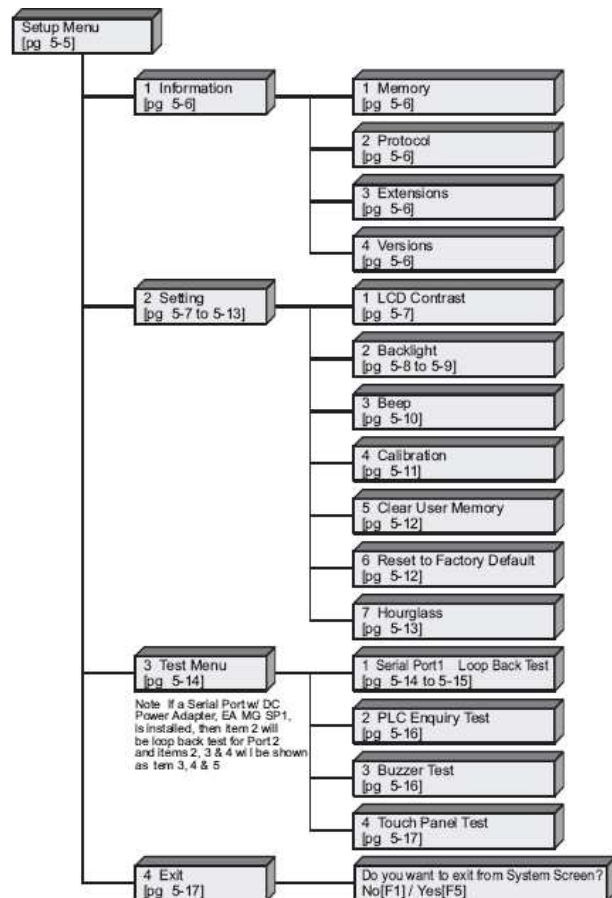 Setup Menu
[pg 5-5]
1 Information
[pg 5-6]
1 Memory
[pg 5-6]
2 Protocol
[pg 5-6]
3 Extensions
[pg 5-6]
4 Versions
[pg 5-6]
2 Setting
[pg 5-7 to 5-13]
1 LCD Contrast
[pg 5-7]
2 Backlight
[pg 5-8 to 5-9]
3 Beep
[pg 5-10]
4 Calibration
[pg 5-11]
5 Clear User Memory
[pg 5-12]
6 Reset to Factory Default
[pg 5-12]
7 Hourglass
[pg 5-13]
3 Test Menu
[pg 5-14]
Note If a Serial Port w/ DC
Power Adapter, EA MG SP1,
is installed, then item 2 will
be loop back test for Port 2
and items 2, 3 & 4 will be shown
as item 3, 4 & 5
1 Serial Port1 Loop Back Test
[pg 5-14 to 5-15]
2 PLC Enquiry Test
[pg 5-16]
3 Buzzer Test
[pg 5-16]
4 Touch Panel Test
[pg 5-17]
4 Exit
[pg 5-17]
Do you want to exit from System Screen?
No[F1] / Yes[F5]